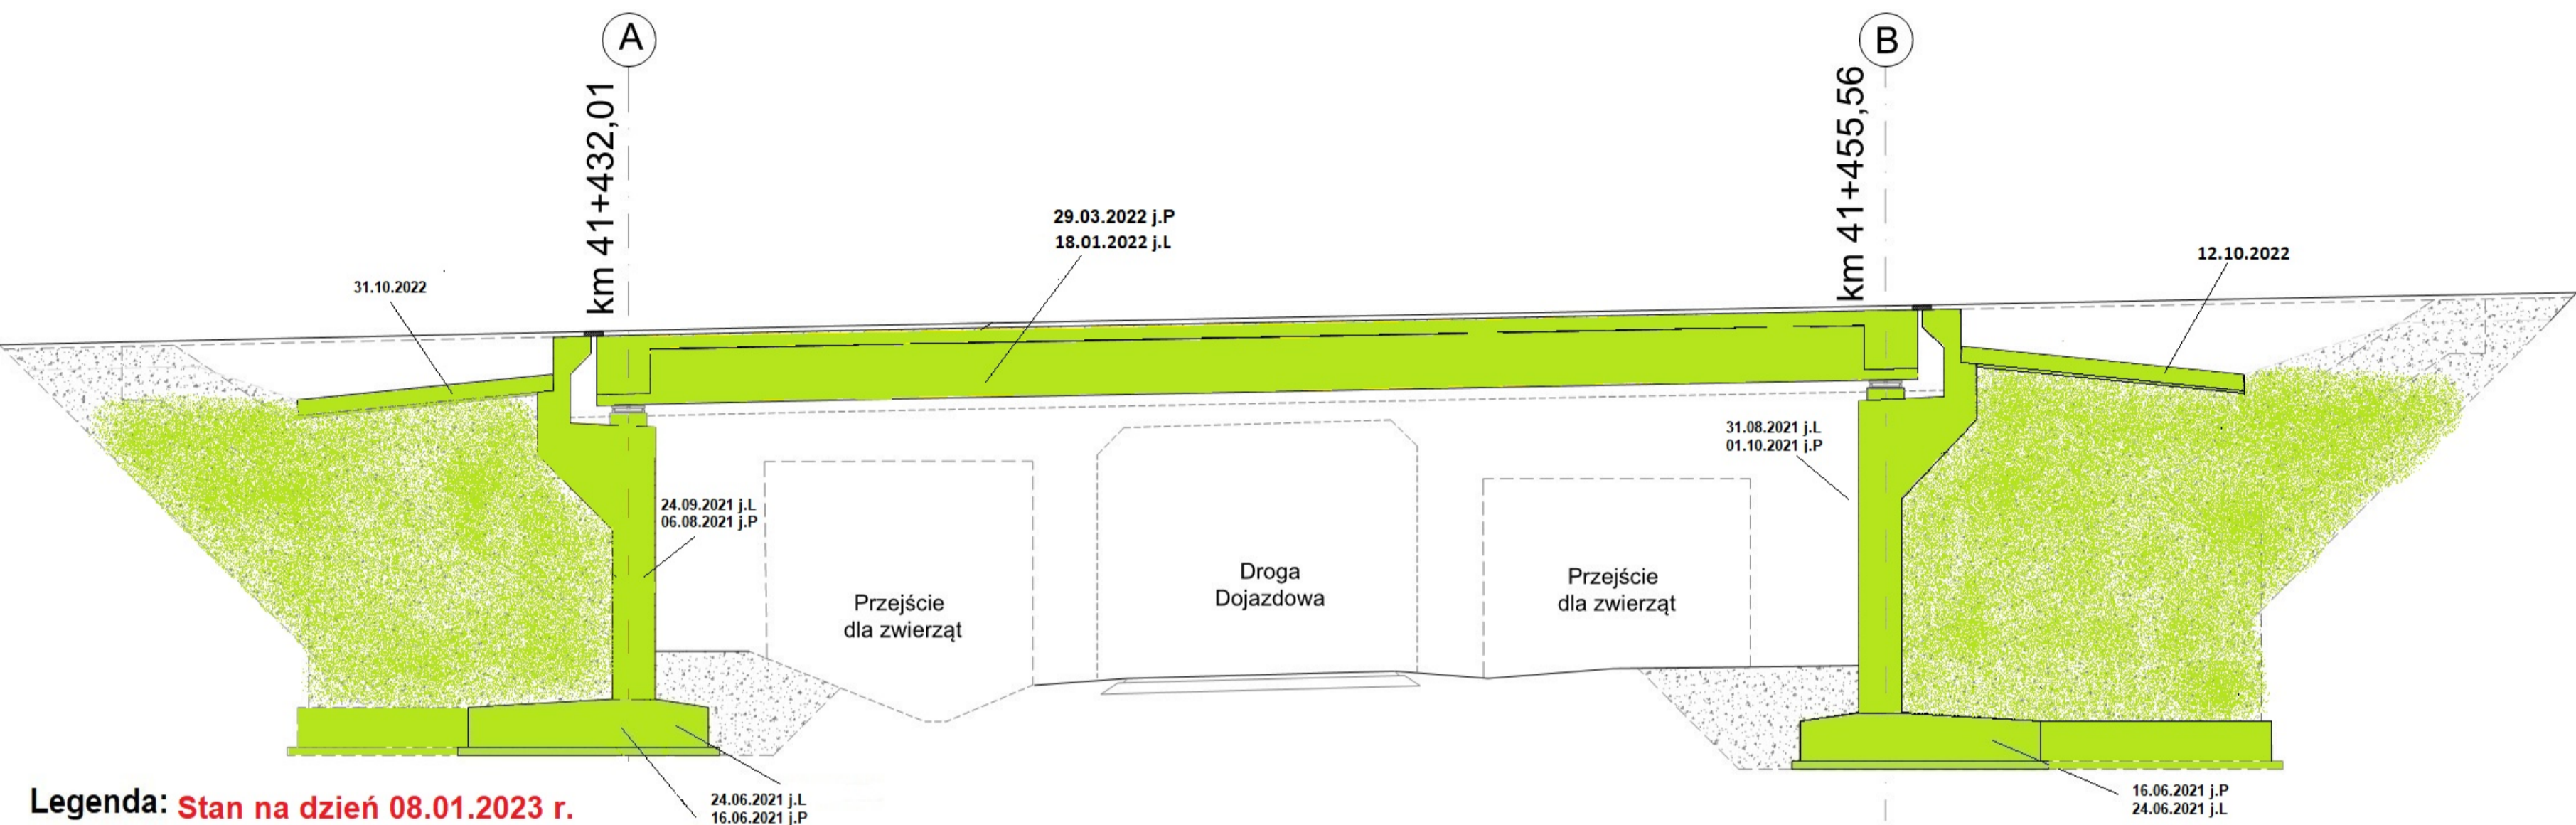 A
B
km 41+432,01
km 41+455,56
29.03.2022 j.P
18.01.2022 j.L
12.10.2022
31.10.2022
31.08.2021 j.L
01.10.2021 j.P
24.09.2021 j.L
06.08.2021 j.P
Przejście
dla zwierząt
Droga
Dojazdowa
Przejście
dla zwierząt
24.06.2021 j.L
16.06.2021 j.P
16.06.2021 j.P
24.06.2021 j.L
Legenda: Stan na dzień 08.01.2023 r.